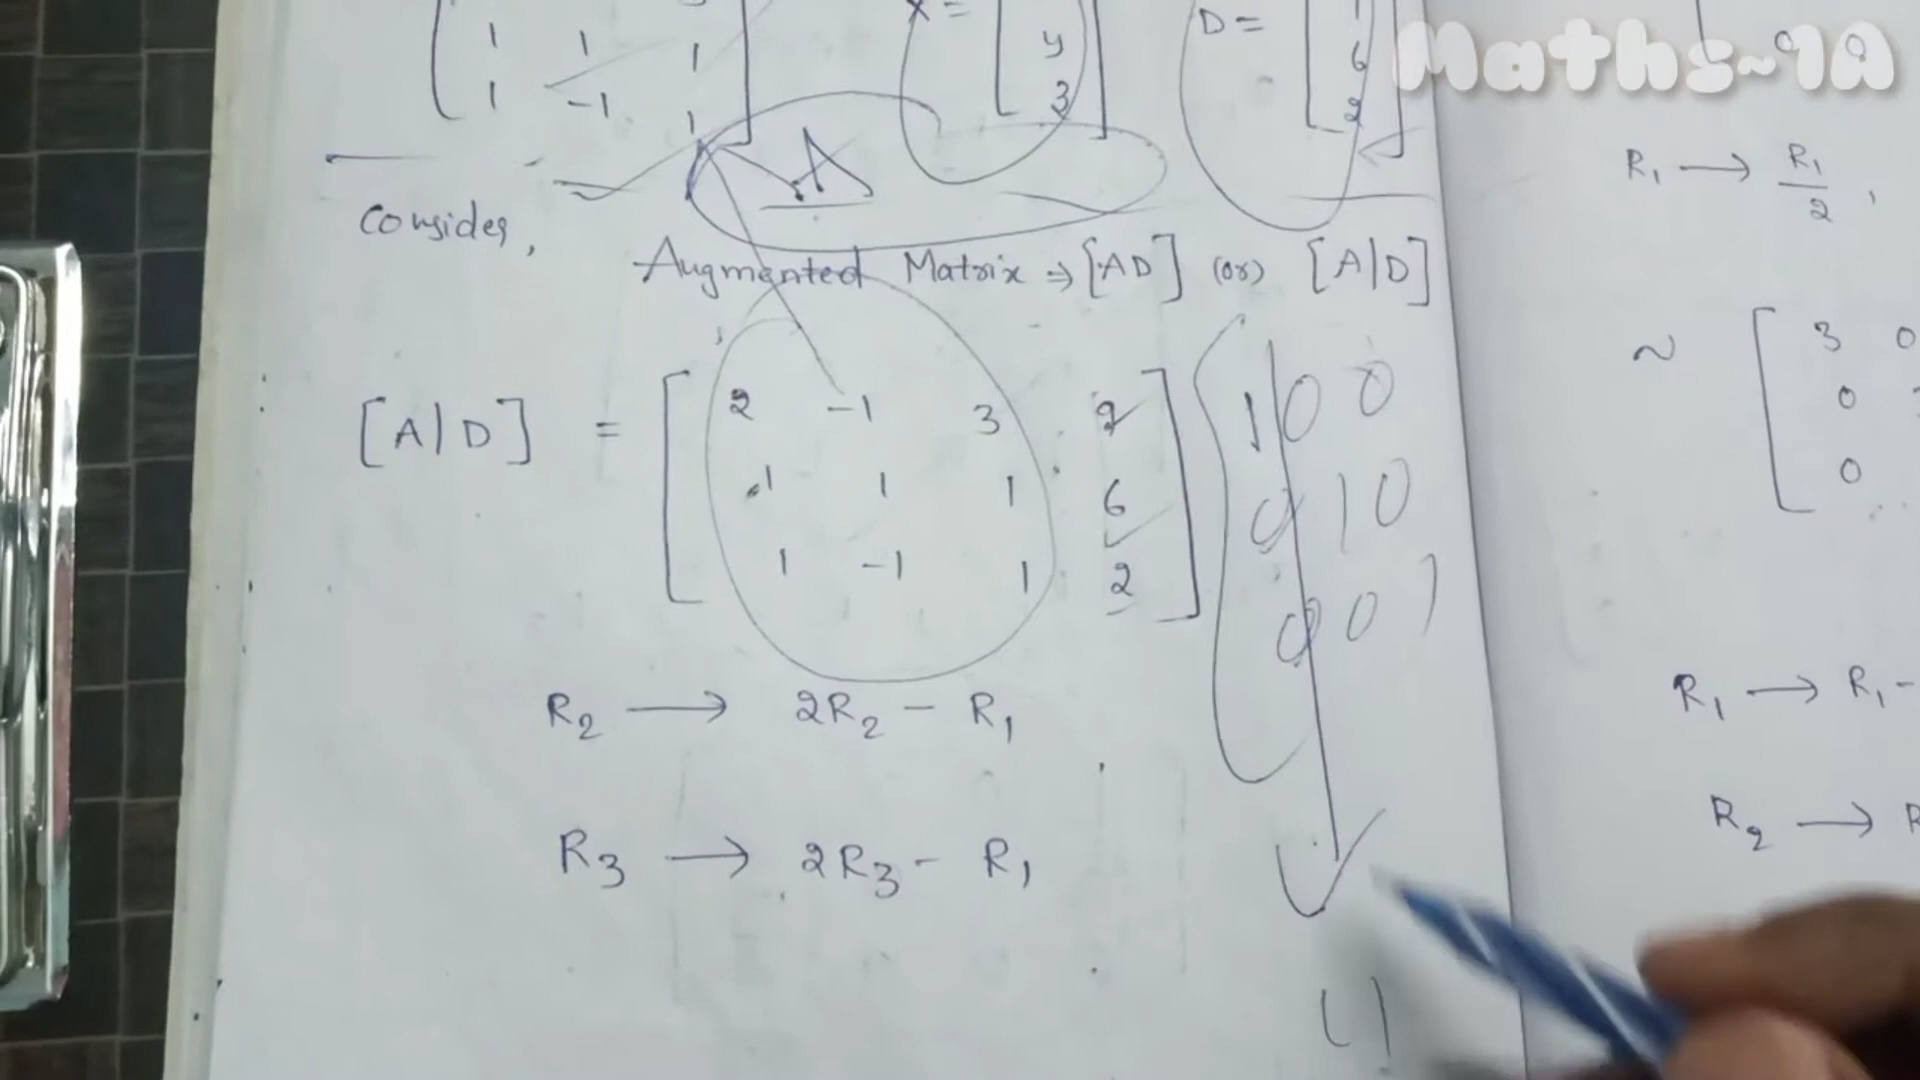 1 1 1
1 -1 1
X = y 3
D = 6 2
Maths~1A
A
Consider,
Augmented Matrix ⇒ [AD] (or) [A|D]
[A|D] = [ 2 -1 3 9
1 1 1 6
1 -1 1 2 ]
1 0 0
0 1 0
0 0 1
R₂ → 2R₂ - R₁
R₃ → 2R₃ - R₁
R₁ → R₁/2 ,
~ [ 3 0
0
0
R₁ → R₁ -
R₂ →